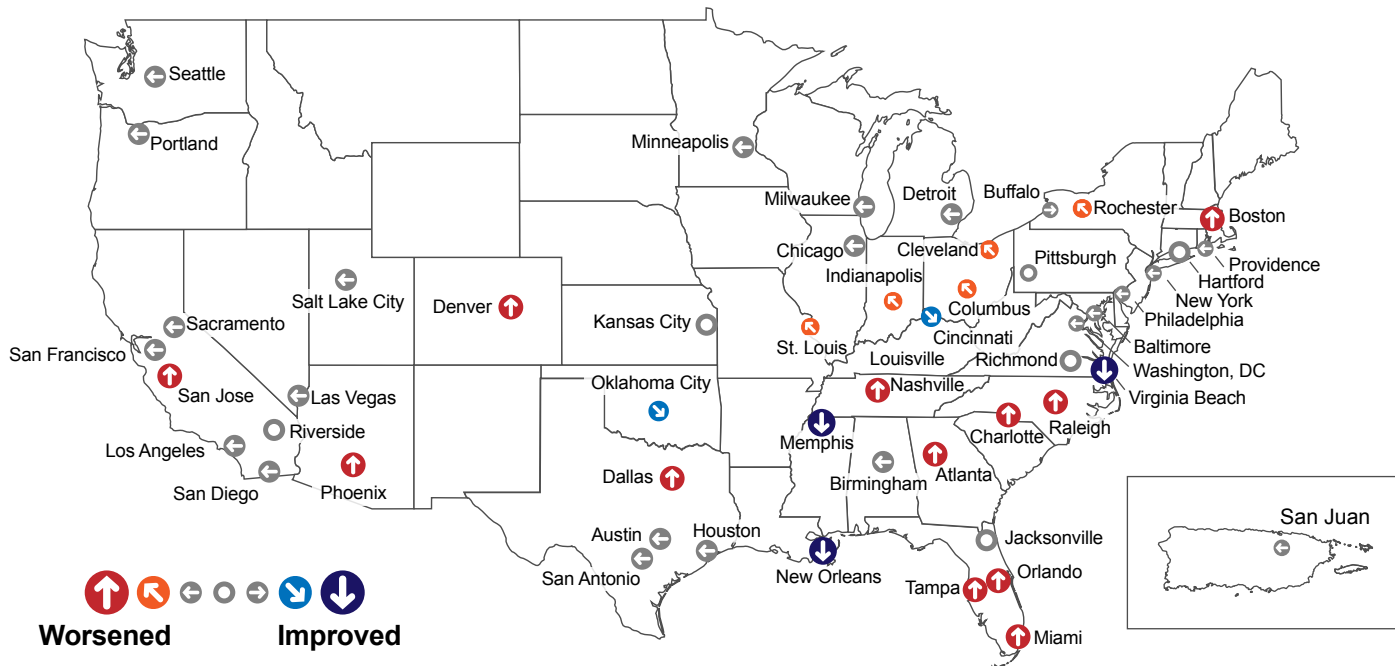 Seattle
Portland
Minneapolis
Milwaukee
Detroit
Buffalo
Rochester
Boston
Chicago
Cleveland
Pittsburgh
Providence
Indianapolis
Hartford
Salt Lake City
New York
Denver
Columbus
Philadelphia
Sacramento
Kansas City
Cincinnati
San Francisco
St. Louis
Baltimore
Louisville
Richmond
Washington, DC
San Jose
Las Vegas
Oklahoma City
Nashville
Virginia Beach
Riverside
Los Angeles
Memphis
Charlotte
Raleigh
San Diego
Phoenix
Dallas
Birmingham
Atlanta
San Juan
Austin
Houston
Jacksonville
San Antonio
New Orleans
Tampa
Orlando
Miami
Worsened
Improved